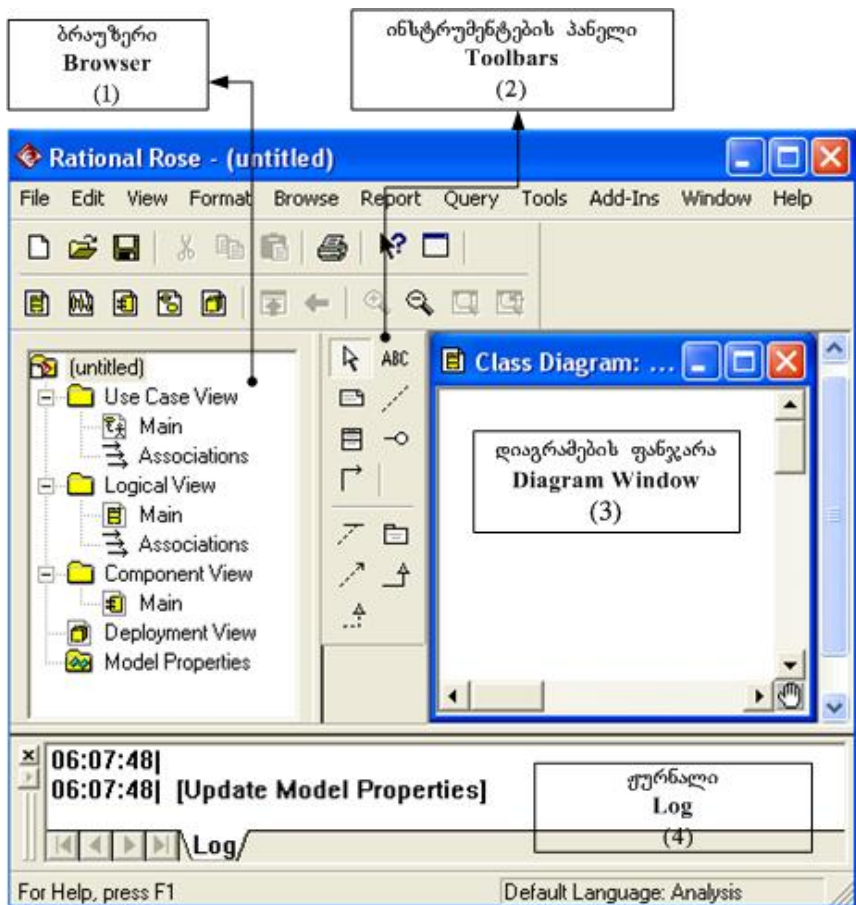 ბრაუზერი
Browser
(1)
ინსტრუმენტების პანელი
Toolbars
(2)
Rational Rose - (untitled)
File Edit View Format Browse Report Query Tools Add-Ins Window Help
ABC
(untitled)
Use Case View
Main
Associations
Logical View
Main
Associations
Component View
Main
Deployment View
Model Properties
Class Diagram: ...
დიაგრამების ფანჯარა
Diagram Window
(3)
06:07:48|
06:07:48| [Update Model Properties]
ჟურნალი
Log
(4)
Log
For Help, press F1
Default Language: Analysis